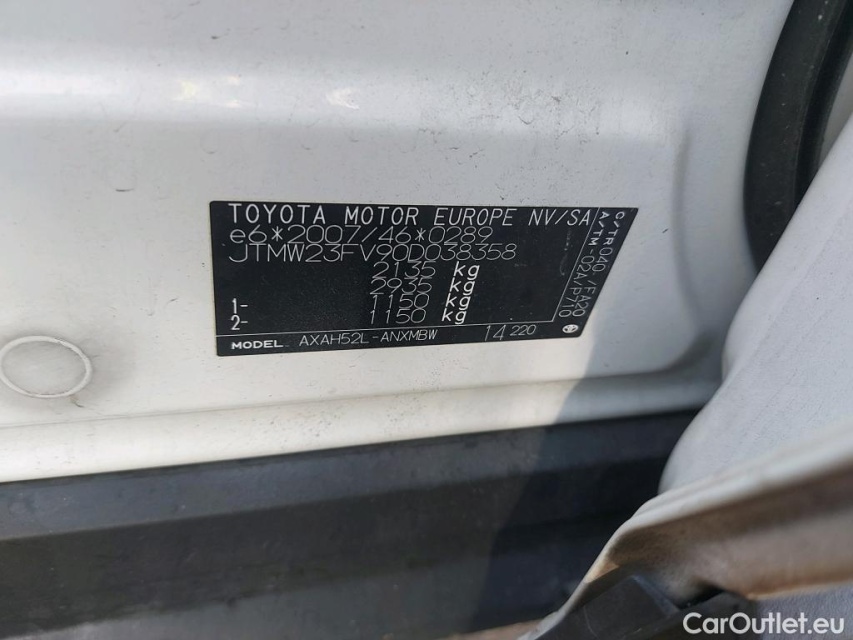 TOYOTA MOTOR EUROPE NV/SA
e6*2007/46*0289
JTMW23FV90D038358
2135 kg
2935 kg
1- 1150 kg
2- 1150 kg
MODEL AXAH52L-ANXMBW 14 220
C/TR 040 /FA20
A/TM -02A/P710
CarOutlet.eu